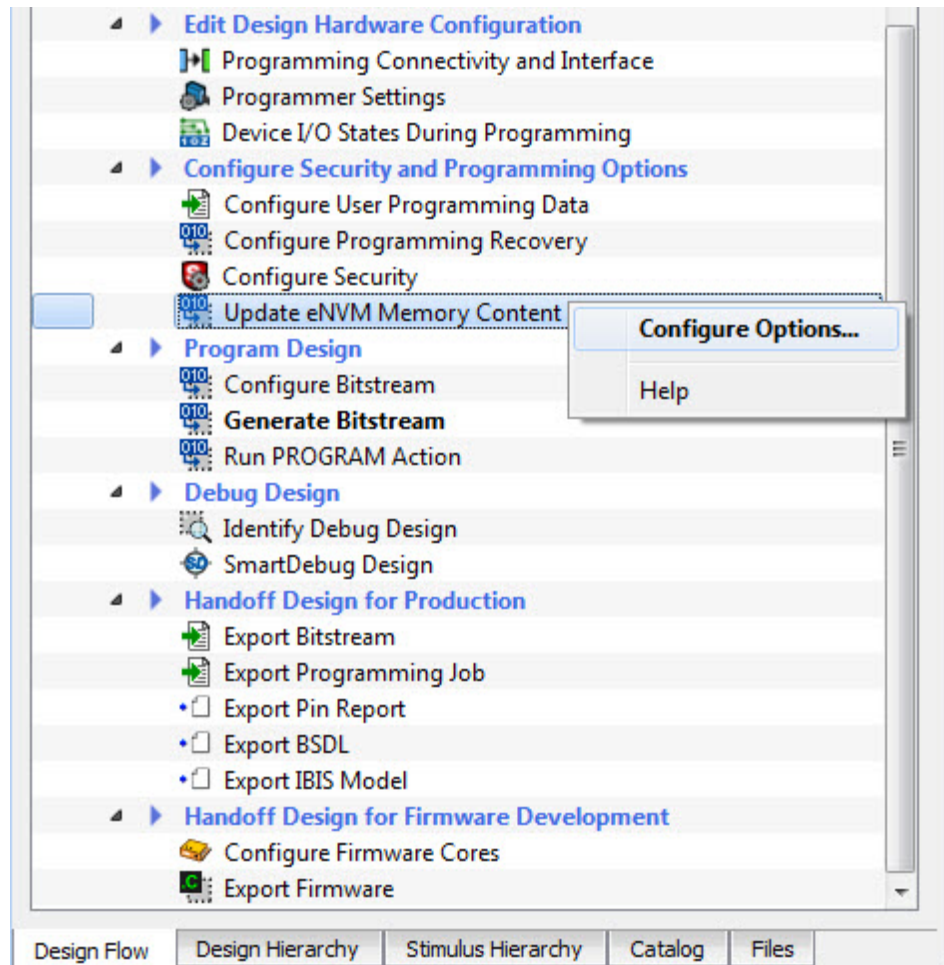 Edit Design Hardware Configuration
Programming Connectivity and Interface
Programmer Settings
Device I/O States During Programming
Configure Security and Programming Options
Configure User Programming Data
Configure Programming Recovery
Configure Security
Update eNVM Memory Content
Configure Options...
Help
Program Design
Configure Bitstream
Generate Bitstream
Run PROGRAM Action
Debug Design
Identify Debug Design
SmartDebug Design
Handoff Design for Production
Export Bitstream
Export Programming Job
Export Pin Report
Export BSDL
Export IBIS Model
Handoff Design for Firmware Development
Configure Firmware Cores
Export Firmware
Design Flow Design Hierarchy Stimulus Hierarchy Catalog Files